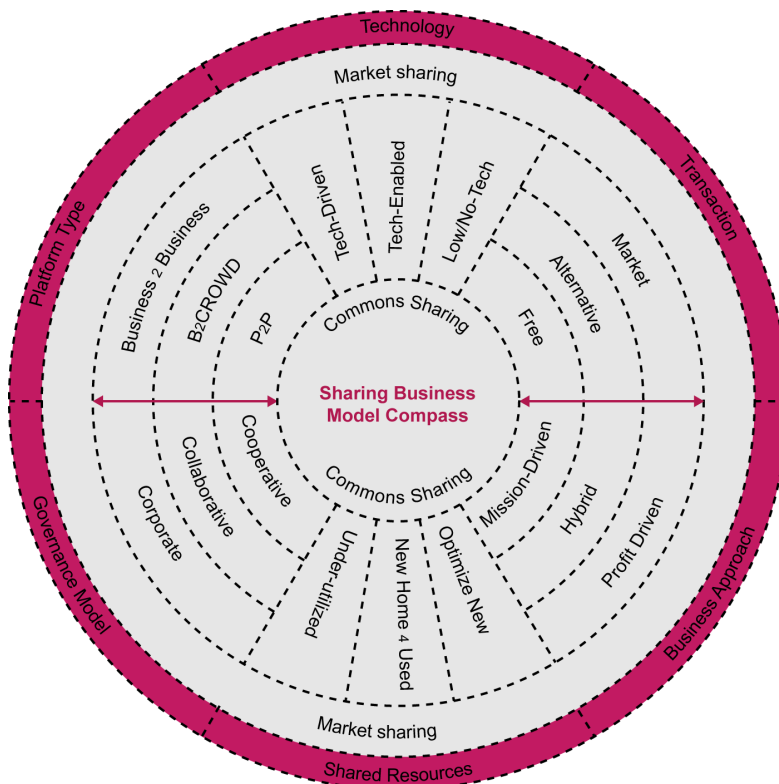 Technology
Market sharing
Tech-Driven
Tech-Enabled
Low/No-Tech
Transaction
Market
Alternative
Free
Platform Type
Business 2 Business
B2CROWD
P2P
Commons Sharing
Sharing Business
Model Compass
Commons Sharing
Cooperative
Collaborative
Corporate
Governance Model
Mission-Driven
Hybrid
Profit Driven
Business Approach
Under-utilized
New Home 4 Used
Optimize New
Market sharing
Shared Resources